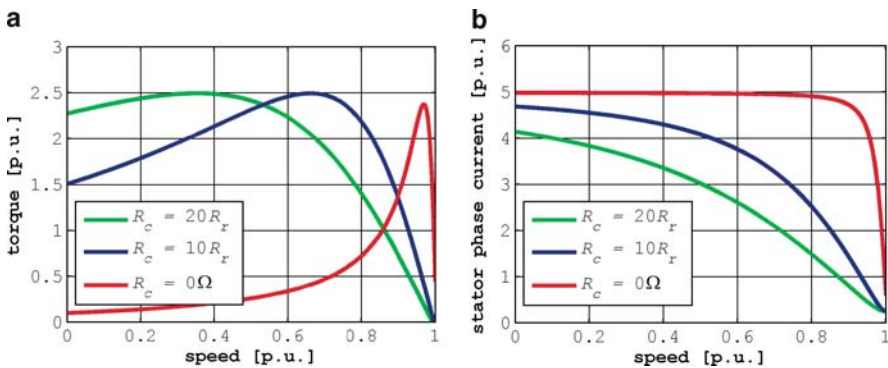 a
torque [p.u.]
3
2.5
2
1.5
1
0.5
0
R_c = 20R_r
R_c = 10R_r
R_c = 0Ω
0 0.2 0.4 0.6 0.8 1
speed [p.u.]
b
stator phase current [p.u.]
6
5
4
3
2
1
0
R_c = 20R_r
R_c = 10R_r
R_c = 0Ω
0 0.2 0.4 0.6 0.8 1
speed [p.u.]